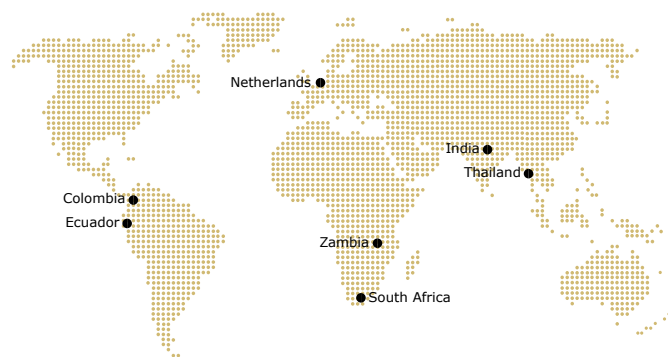 Netherlands
India
Thailand
Colombia
Ecuador
Zambia
South Africa